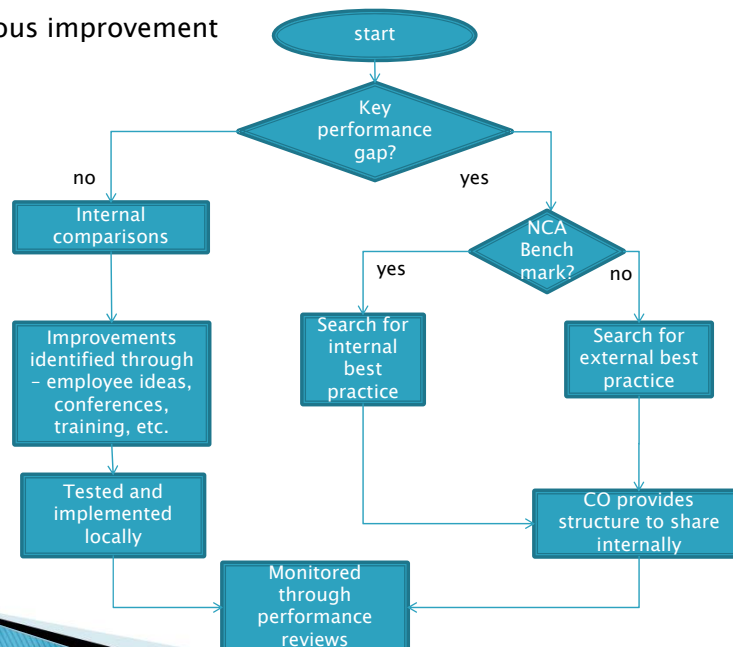 ous improvement
start
Key
performance
gap?
no
yes
Internal
comparisons
NCA
Bench
mark?
yes
no
Improvements
identified through
– employee ideas,
conferences,
training, etc.
Search for
internal
best
practice
Search for
external best
practice
Tested and
implemented
locally
CO provides
structure to share
internally
Monitored
through
performance
reviews